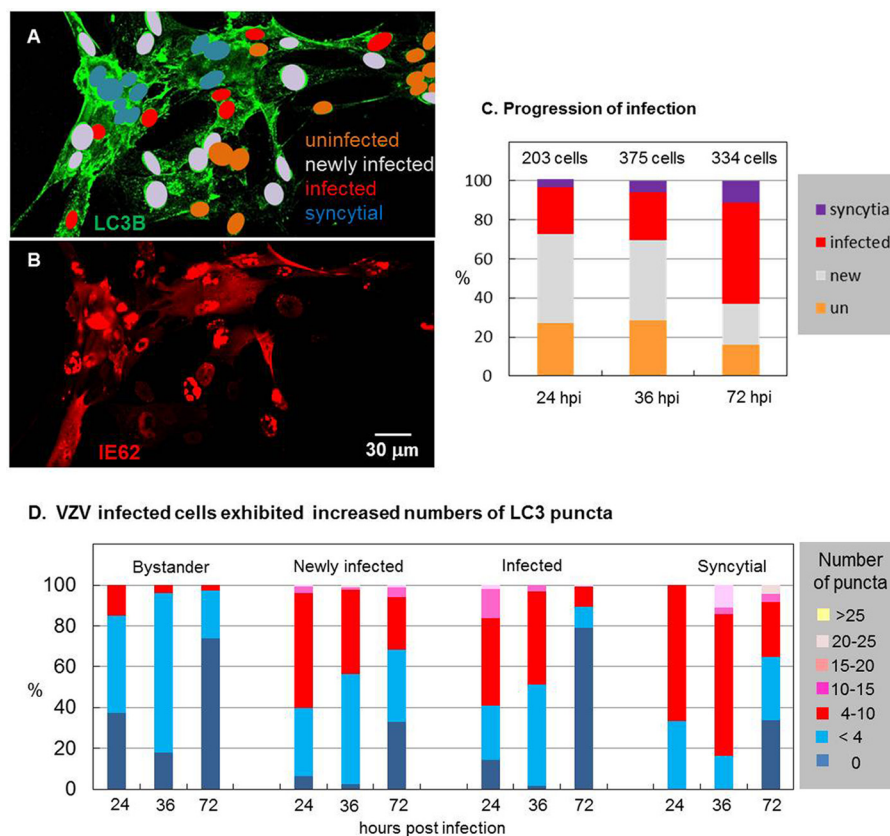 A
uninfected
newly infected
infected
syncytial
LC3B
B
IE62
30 µm
C. Progression of infection
203 cells 375 cells 334 cells
100
80
60
40
20
0
%
24 hpi 36 hpi 72 hpi
syncytia
infected
new
un
D. VZV infected cells exhibited increased numbers of LC3 puncta
Bystander Newly infected Infected Syncytial
100
80
60
40
20
0
%
24 36 72 24 36 72 24 36 72 24 36 72
hours post infection
Number
of puncta
>25
20-25
15-20
10-15
4-10
< 4
0